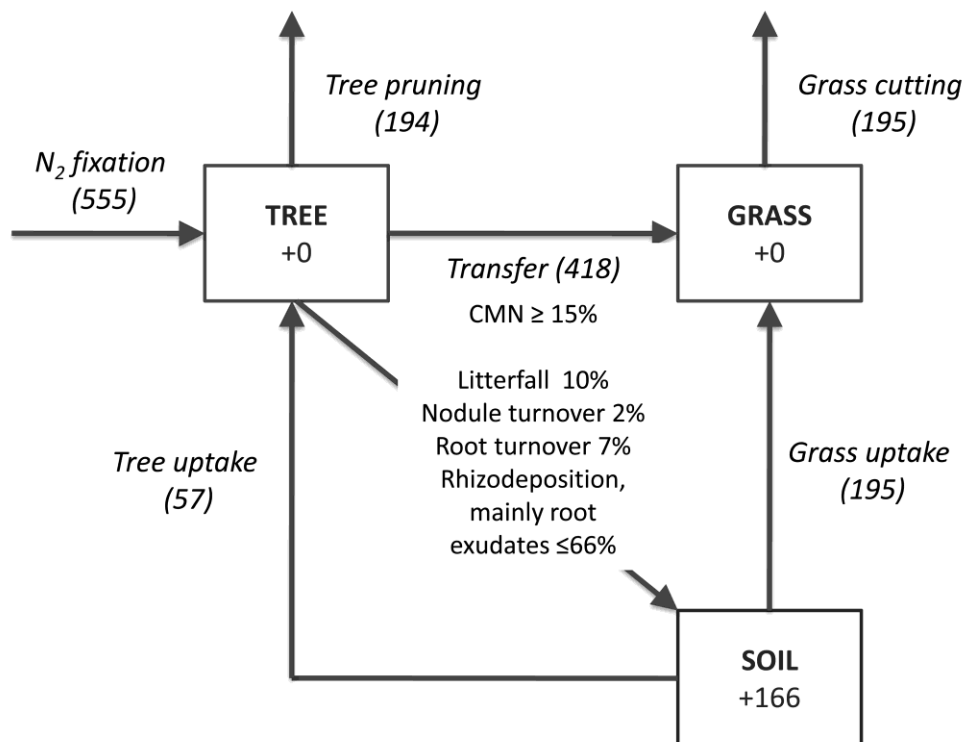 Tree pruning
(194)
Grass cutting
(195)
N₂ fixation
(555)
TREE
+0
GRASS
+0
Transfer (418)
CMN ≥ 15%
Litterfall 10%
Nodule turnover 2%
Root turnover 7%
Rhizodeposition,
mainly root
exudates ≤66%
Tree uptake
(57)
Grass uptake
(195)
SOIL
+166